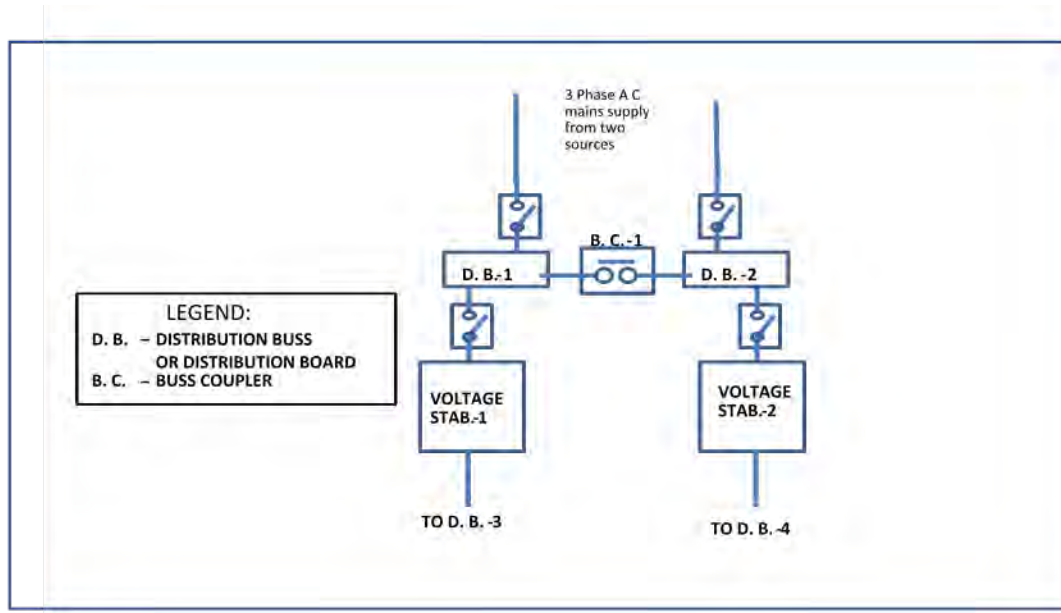 3 Phase A C
mains supply
from two
sources
B. C.-1
D. B.-1
D. B. -2
LEGEND:
D. B. – DISTRIBUTION BUSS
OR DISTRIBUTION BOARD
B. C. – BUSS COUPLER
VOLTAGE
STAB.-1
VOLTAGE
STAB.-2
TO D. B. -3
TO D. B. -4